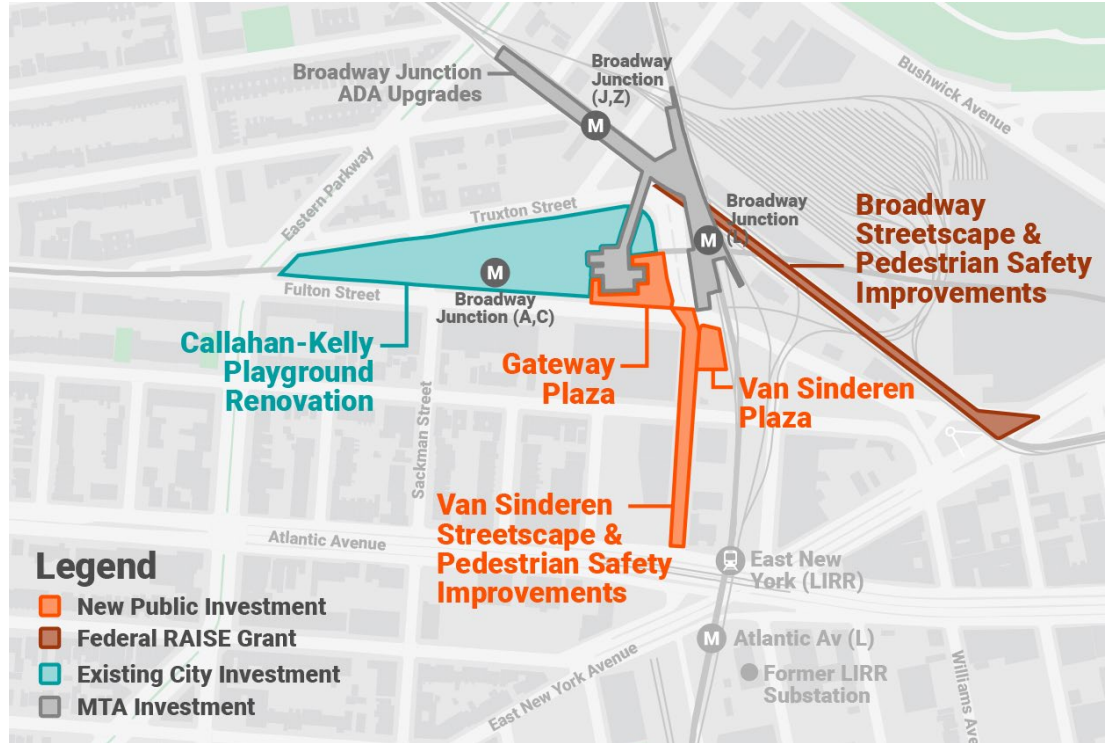 Broadway Junction
ADA Upgrades
Broadway
Junction
(J,Z)
M
Bushwick Avenue
Eastern Parkway
Truxton Street
Broadway
Junction
M
Broadway
Streetscape &
Pedestrian Safety
Improvements
M
Fulton Street
Broadway
Junction (A,C)
Callahan-Kelly
Playground
Renovation
Gateway
Plaza
Van Sinderen
Plaza
Sackman Street
Van Sinderen
Streetscape &
Pedestrian Safety
Improvements
Atlantic Avenue
East New
York (LIRR)
M
Atlantic Av (L)
Former LIRR
Substation
East New York Avenue
Williams Ave
Legend
New Public Investment
Federal RAISE Grant
Existing City Investment
MTA Investment